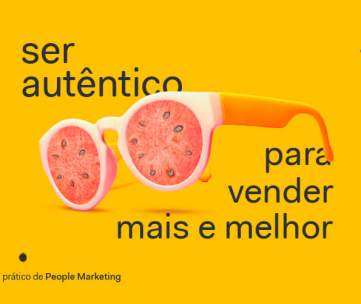 ser
autêntico
para
vender
mais e melhor
prático de People Marketing